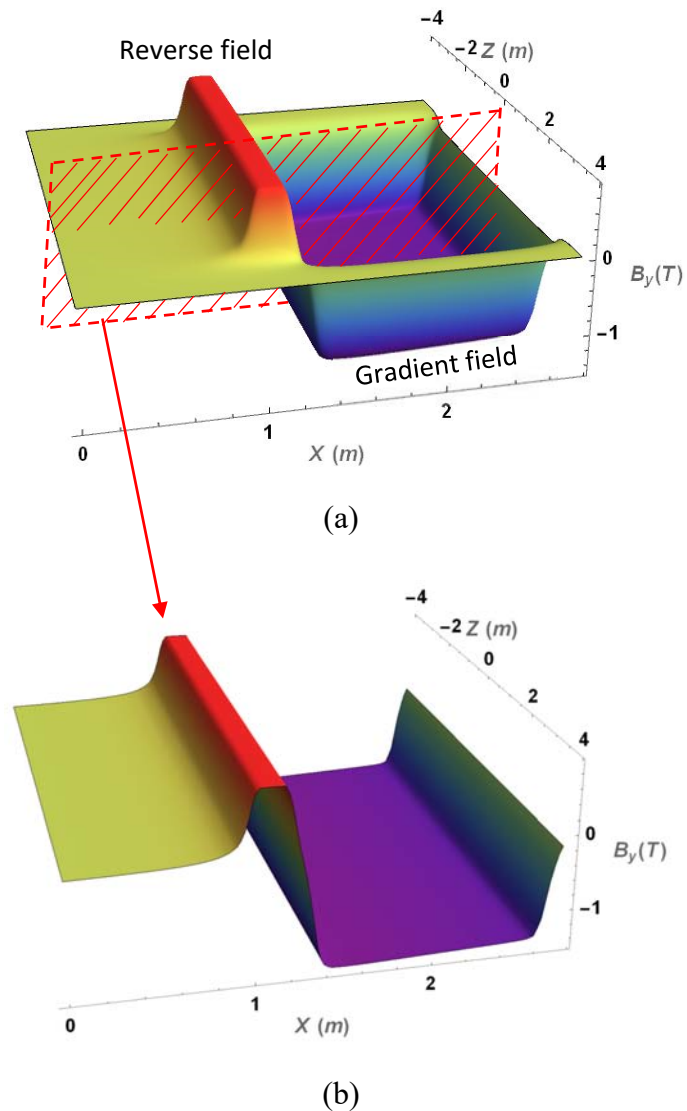 Reverse field
−4
−2 Z (m)
0
2
4
0
B_y(T)
−1
Gradient field
2
1
0
X (m)
(a)
−4
−2 Z (m)
0
2
4
0
B_y(T)
−1
2
1
0
X (m)
(b)